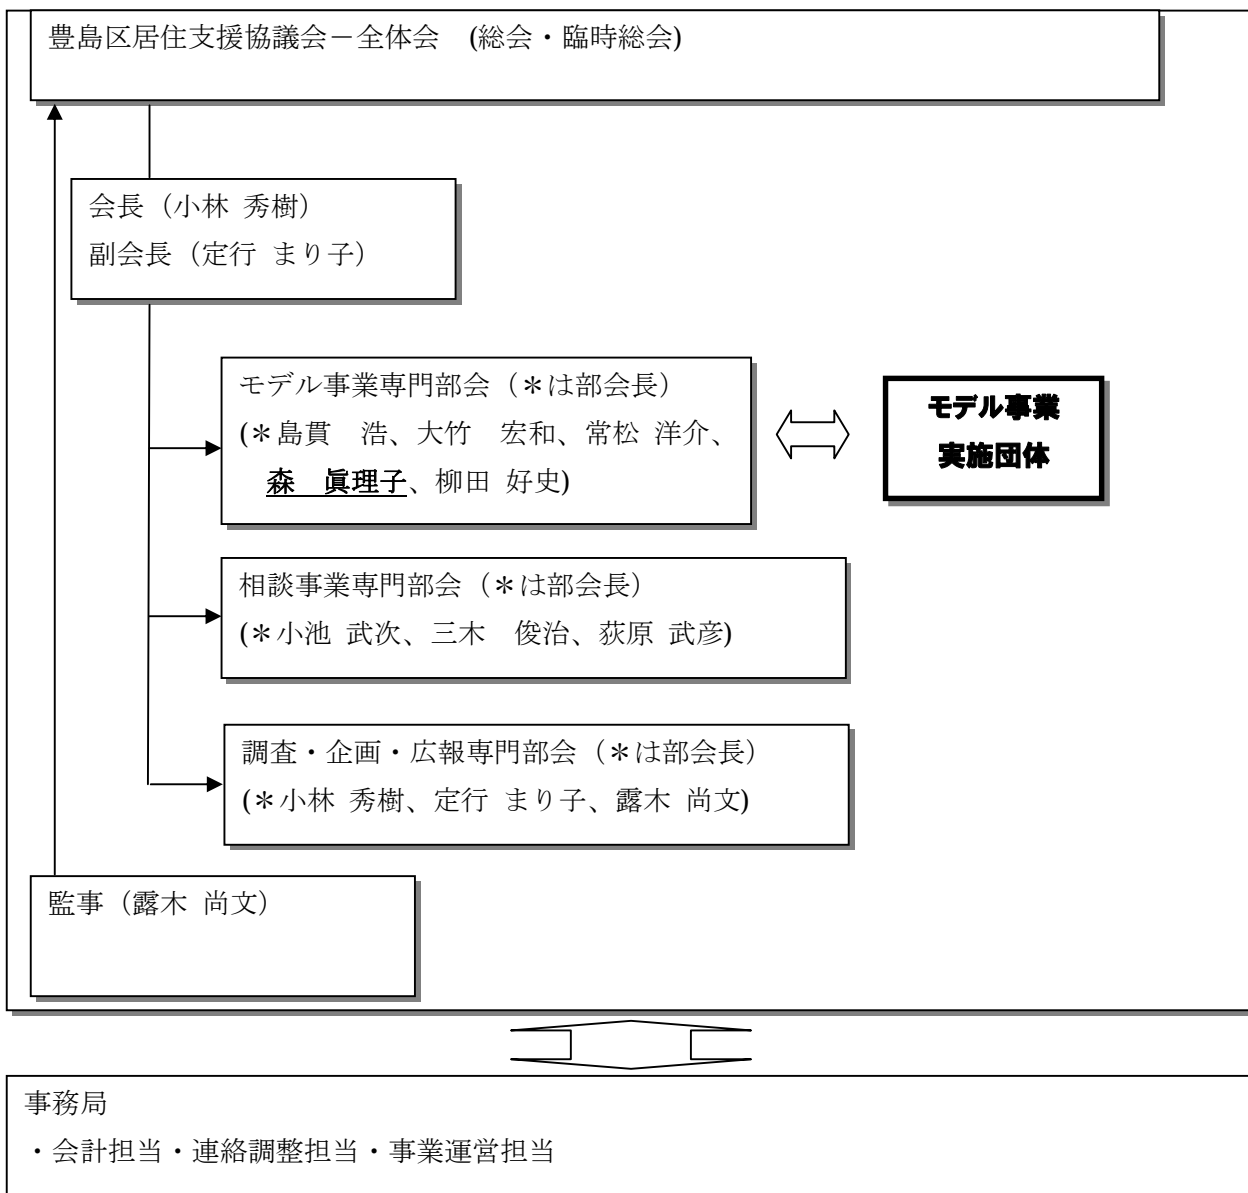 豊島区居住支援協議会－全体会　(総会・臨時総会)
会長（小林 秀樹）
副会長（定行 まり子）
モデル事業専門部会（＊は部会長）
(＊島貫　浩、大竹　宏和、常松 洋介、
森　眞理子、柳田 好史)
モデル事業
実施団体
相談事業専門部会（＊は部会長）
(＊小池 武次、三木　俊治、荻原 武彦)
調査・企画・広報専門部会（＊は部会長）
(＊小林 秀樹、定行 まり子、露木 尚文)
監事（露木 尚文）
事務局
・会計担当・連絡調整担当・事業運営担当